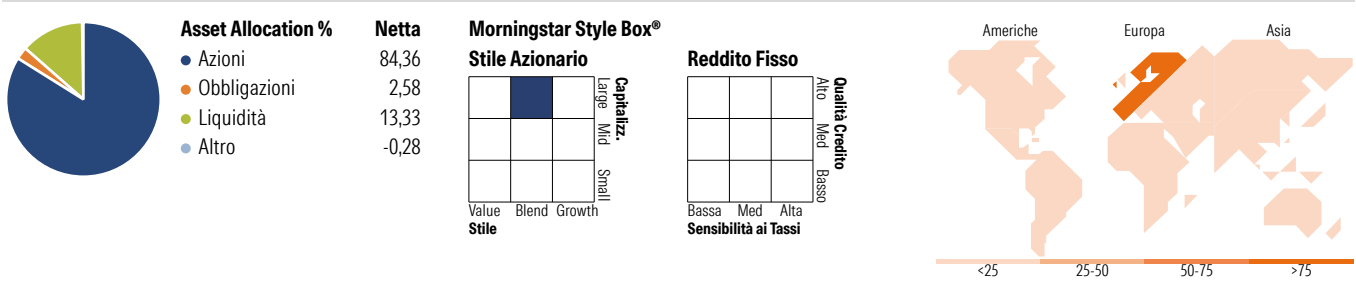 Asset Allocation % Netta
Azioni 84,36
Obbligazioni 2,58
Liquidità 13,33
Altro -0,28
Morningstar Style Box®
Stile Azionario
Large
Mid
Small
Capitalizz.
Value Blend Growth
Stile
Reddito Fisso
Alto
Med
Basso
Qualità Credito
Bassa Med Alta
Sensibilità ai Tassi
Americhe Europa Asia
<25 25-50 50-75 >75